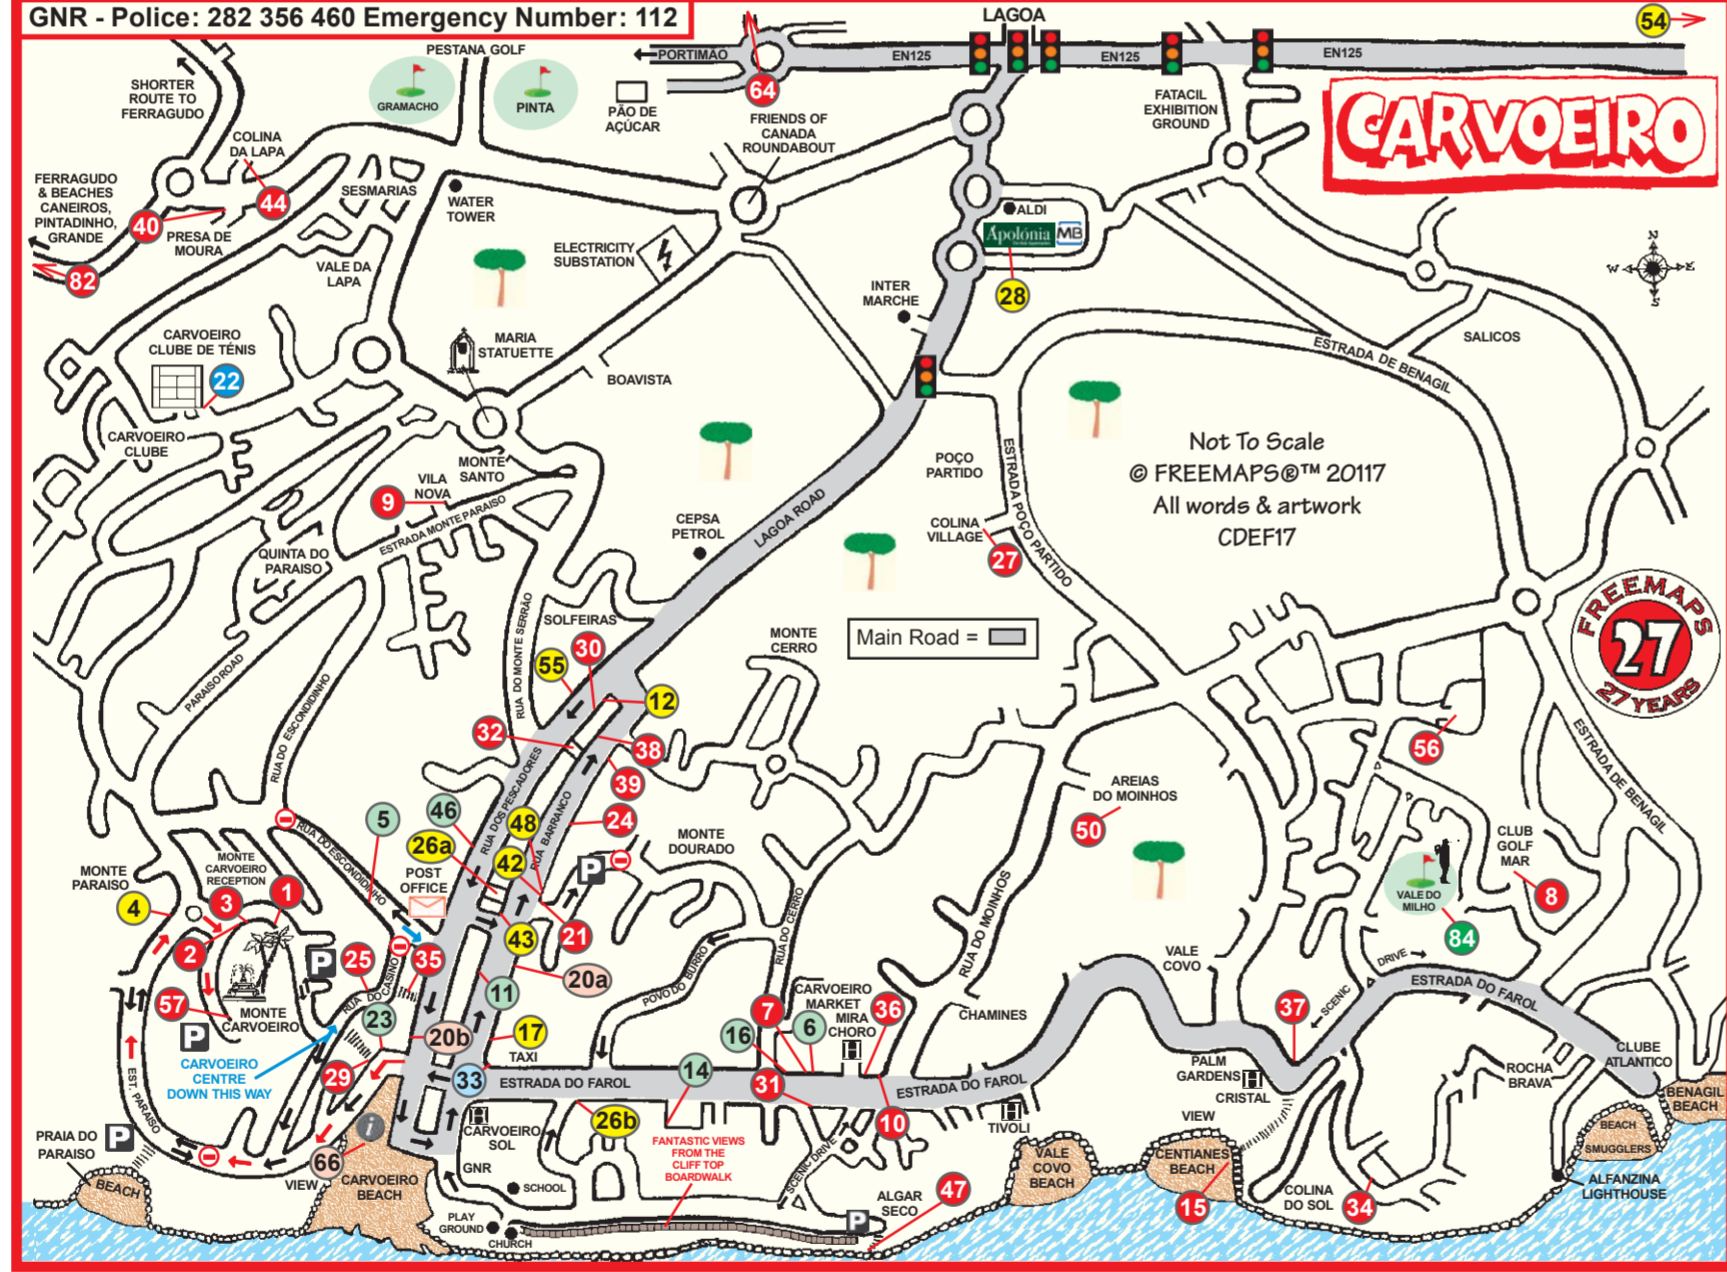 GNR - Police: 282 356 460 Emergency Number: 112
LAGOA
54
PESTANA GOLF
PORTIMÃO
EN125
EN125
EN125
GRAMACHO
PINTA
64
SHORTER
ROUTE TO
FERRAGUDO
PÃO DE
AÇÚCAR
FRIENDS OF
CANADA
ROUNDABOUT
FATACIL
EXHIBITION
GROUND
CARVOEIRO
COLINA
DA LAPA
FERRAGUDO
& BEACHES
CANEIROS,
PINTADINHO,
GRANDE
44
40
SESMARIAS
WATER
TOWER
PRESA DE
MOURA
82
VALE DA
LAPA
ELECTRICITY
SUBSTATION
ALDI
Apolónia
MB
28
N
W
E
S
INTER
MARCHE
CARVOEIRO
CLUBE DE TÉNIS
22
MARIA
STATUETTE
BOAVISTA
ESTRADA DE BENAGIL
SALICOS
CARVOEIRO
CLUBE
MONTE
SANTO
VILA
NOVA
9
ESTRADA MONTE PARAISO
QUINTA DO
PARAISO
CEPSA
PETROL
LAGOA ROAD
POÇO
PARTIDO
ESTRADA POÇO PARTIDO
COLINA
VILLAGE
27
Not To Scale
© FREEMAPS®™ 20117
All words & artwork
CDEF17
FREEMAPS
27
27 YEARS
Main Road =
MONTE
CERRO
SOLFEIRAS
RUA DO MONTE SERRÃO
55
30
12
32
38
39
PARAISO ROAD
RUA DO ESCONDIDINHO
RUA DOS PESCADORES
RUA BARRANCO
46
48
24
5
26a
42
RUA DO ESCONDIDINHO
POST
OFFICE
P
MONTE
DOURADO
AREIAS
DO MOINHOS
50
56
ESTRADA DE BENAGIL
CLUB
GOLF
MAR
8
VALE DO
MILHO
84
MONTE
PARAISO
4
MONTE
CARVOEIRO
RECEPTION
3
1
2
P
25
35
43
21
20a
11
RUA DO CASINO
57
MONTE
CARVOEIRO
P
23
20b
17
TAXI
CARVOEIRO
CENTRE
DOWN THIS WAY
29
33
EST. PARAISO
POVO DO BURRO
RUA DO CERRO
RUA DO MOINHOS
CARVOEIRO
MARKET
MIRA
CHORO
H
7
6
36
16
14
31
CHAMINES
VALE
COVO
DRIVE
SCENIC
ESTRADA DO FAROL
37
ESTRADA DO FAROL
ESTRADA DO FAROL
10
H
TIVOLI
PALM
GARDENS
H
CRISTAL
ROCHA
BRAVA
CLUBE
ATLANTICO
BENAGIL
BEACH
BEACH
SMUGGLERS
ALFANZINA
LIGHTHOUSE
PRAIA DO
PARAISO
P
BEACH
VIEW
66
i
CARVOEIRO
BEACH
H
CARVOEIRO
SOL
GNR
SCHOOL
PLAY
GROUND
CHURCH
26b
FANTASTIC VIEWS
FROM THE
CLIFF TOP
BOARDWALK
SCENIC DRIVE
P
ALGAR
SECO
47
VALE
COVO
BEACH
VIEW
CENTIANES
BEACH
15
COLINA
DO SOL
34